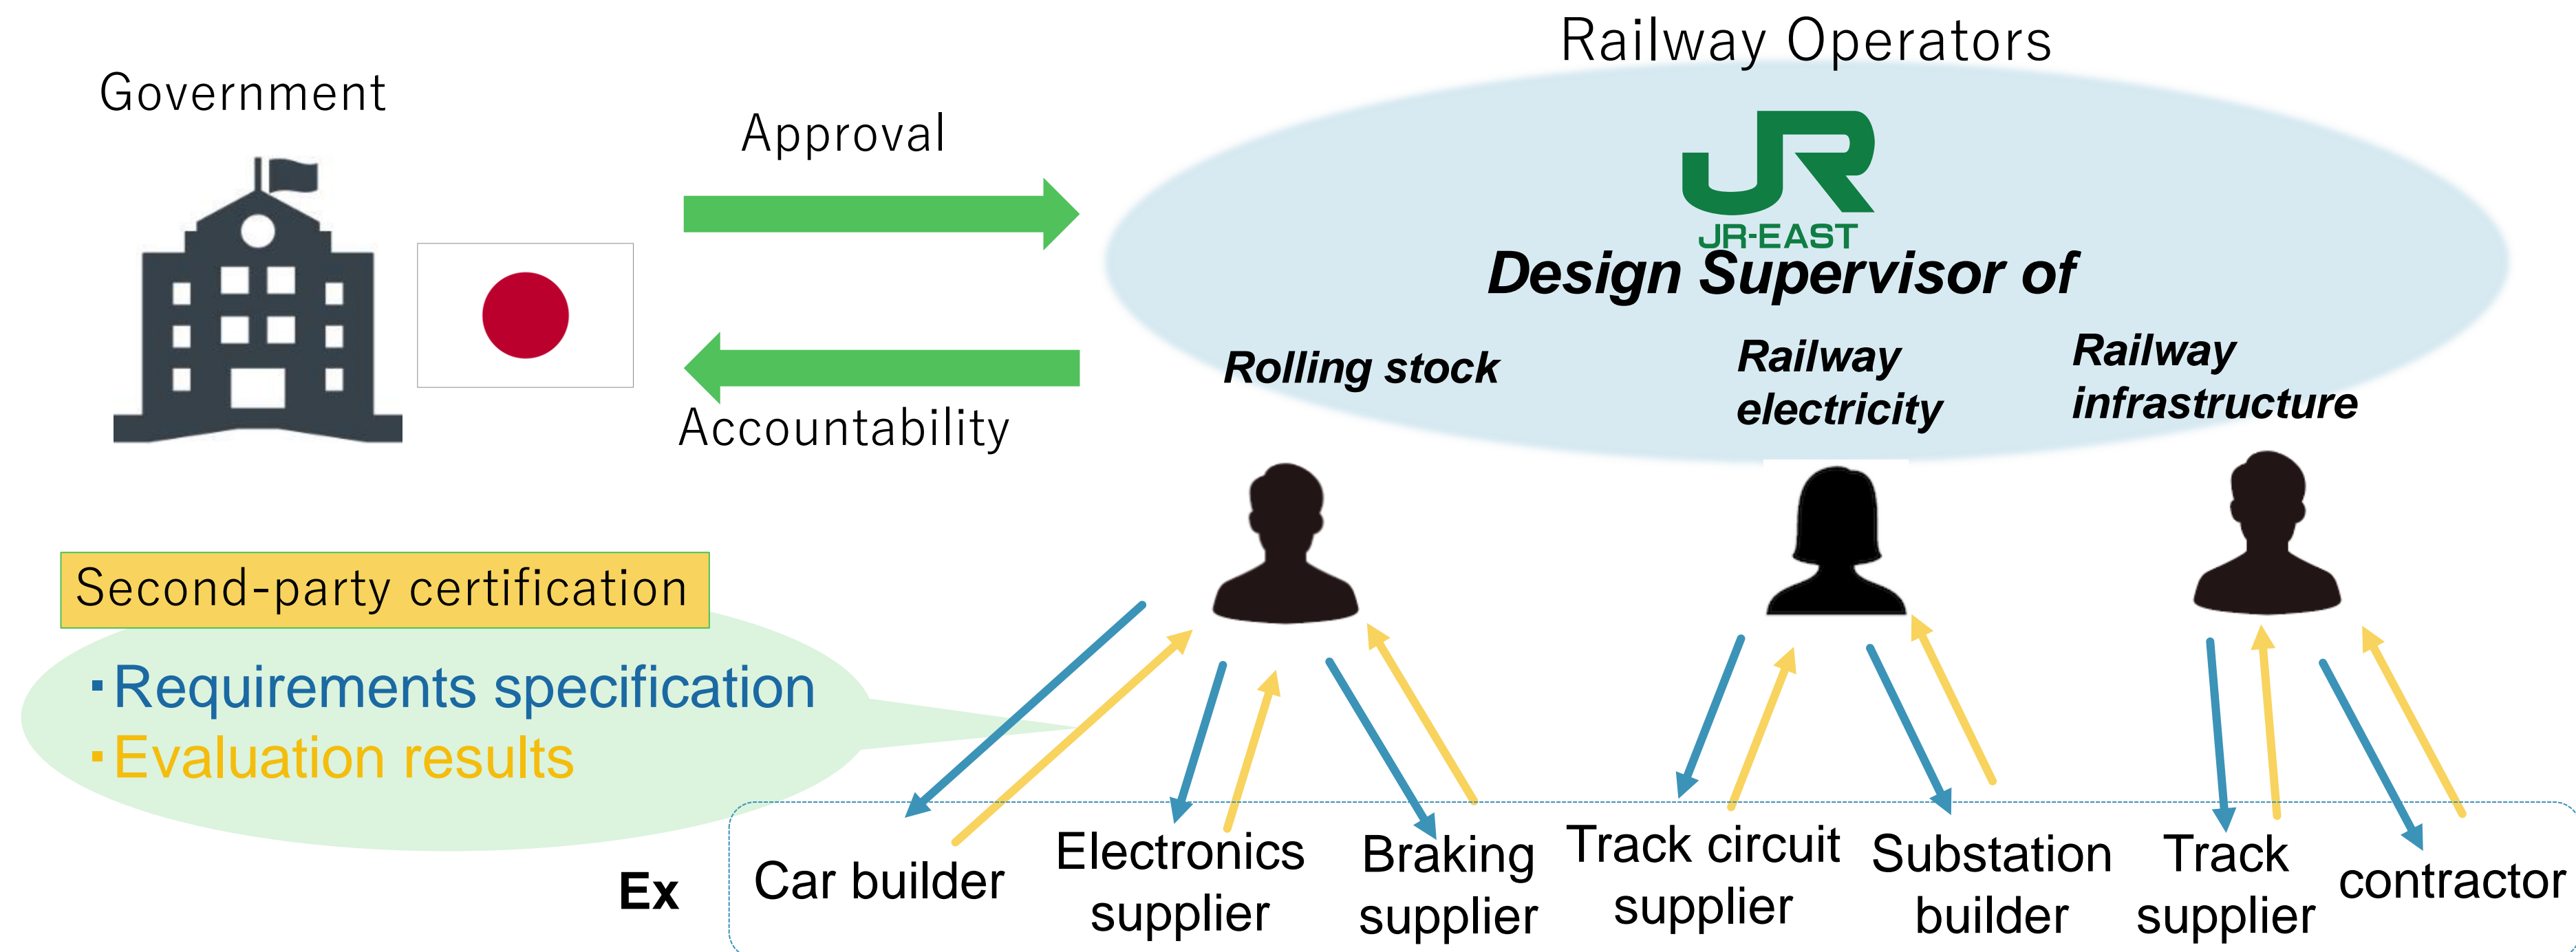 Railway Operators
Government
Approval
JR
JR-EAST
Design Supervisor of
Rolling stock
Railway
electricity
Railway
infrastructure
Accountability
Second-party certification
・Requirements specification
・Evaluation results
Ex
Car builder
Electronics
supplier
Braking
supplier
Track circuit
supplier
Substation
builder
Track
supplier
contractor